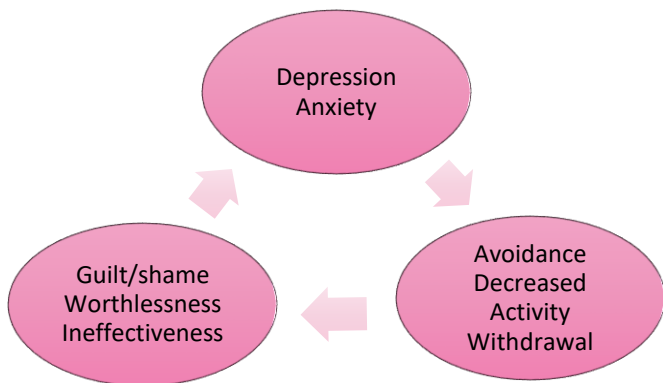 Depression
Anxiety
Avoidance
Decreased
Activity
Withdrawal
Guilt/shame
Worthlessness
Ineffectiveness